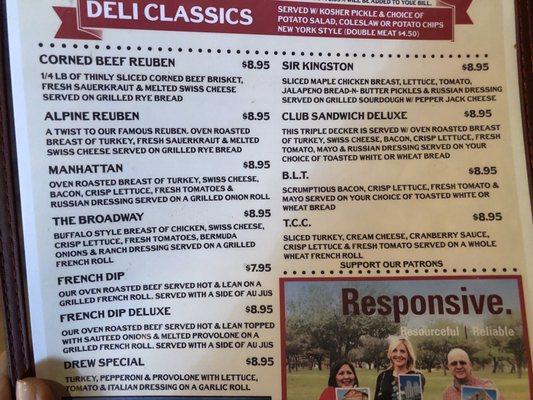 WILL BE ADDED TO YOUR BILL.
DELI CLASSICS
SERVED W/ KOSHER PICKLE & CHOICE OF
POTATO SALAD, COLESLAW OR POTATO CHIPS
NEW YORK STYLE (DOUBLE MEAT $4.50)
CORNED BEEF REUBEN $8.95
1/4 LB OF THINLY SLICED CORNED BEEF BRISKET,
FRESH SAUERKRAUT & MELTED SWISS CHEESE
SERVED ON GRILLED RYE BREAD
ALPINE REUBEN $8.95
A TWIST TO OUR FAMOUS REUBEN. OVEN ROASTED
BREAST OF TURKEY, FRESH SAUERKRAUT & MELTED
SWISS CHEESE SERVED ON GRILLED RYE BREAD
MANHATTAN $8.95
OVEN ROASTED BREAST OF TURKEY, SWISS CHEESE,
BACON, CRISP LETTUCE, FRESH TOMATOES &
RUSSIAN DRESSING SERVED ON A GRILLED ONION ROLL
THE BROADWAY $8.95
BUFFALO STYLE BREAST OF CHICKEN, SWISS CHEESE,
CRISP LETTUCE, FRESH TOMATOES, BERMUDA
ONIONS & RANCH DRESSING SERVED ON A GRILLED
FRENCH ROLL
FRENCH DIP $7.95
OUR OVEN ROASTED BEEF SERVED HOT & LEAN ON A
GRILLED FRENCH ROLL. SERVED WITH A SIDE OF AU JUS
FRENCH DIP DELUXE $8.95
OUR OVEN ROASTED BEEF SERVED HOT & LEAN TOPPED
WITH SAUTEED ONIONS & MELTED PROVOLONE ON A
GRILLED FRENCH ROLL. SERVED WITH A SIDE OF AU JUS
DREW SPECIAL $8.95
TURKEY, PEPPERONI & PROVOLONE WITH LETTUCE,
TOMATO & ITALIAN DRESSING ON A GARLIC ROLL
SIR KINGSTON $8.95
SLICED MAPLE CHICKEN BREAST, LETTUCE, TOMATO,
JALAPENO BREAD-N- BUTTER PICKLES & RUSSIAN DRESSING
SERVED ON GRILLED SOURDOUGH W/ PEPPER JACK CHEESE
CLUB SANDWICH DELUXE $8.95
THIS TRIPLE DECKER IS SERVED W/ OVEN ROASTED BREAST
OF TURKEY, SWISS CHEESE, BACON, CRISP LETTUCE, FRESH
TOMATO, MAYO & RUSSIAN DRESSING SERVED ON YOUR
CHOICE OF TOASTED WHITE OR WHEAT BREAD
B.L.T. $8.95
SCRUMPTIOUS BACON, CRISP LETTUCE, FRESH TOMATO &
MAYO SERVED ON YOUR CHOICE OF TOASTED WHITE OR
WHEAT BREAD
T.C.C. $8.95
SLICED TURKEY, CREAM CHEESE, CRANBERRY SAUCE,
CRISP LETTUCE & FRESH TOMATO SERVED ON A WHOLE
WHEAT FRENCH ROLL
SUPPORT OUR PATRONS
Responsive.
Resourceful | Reliable